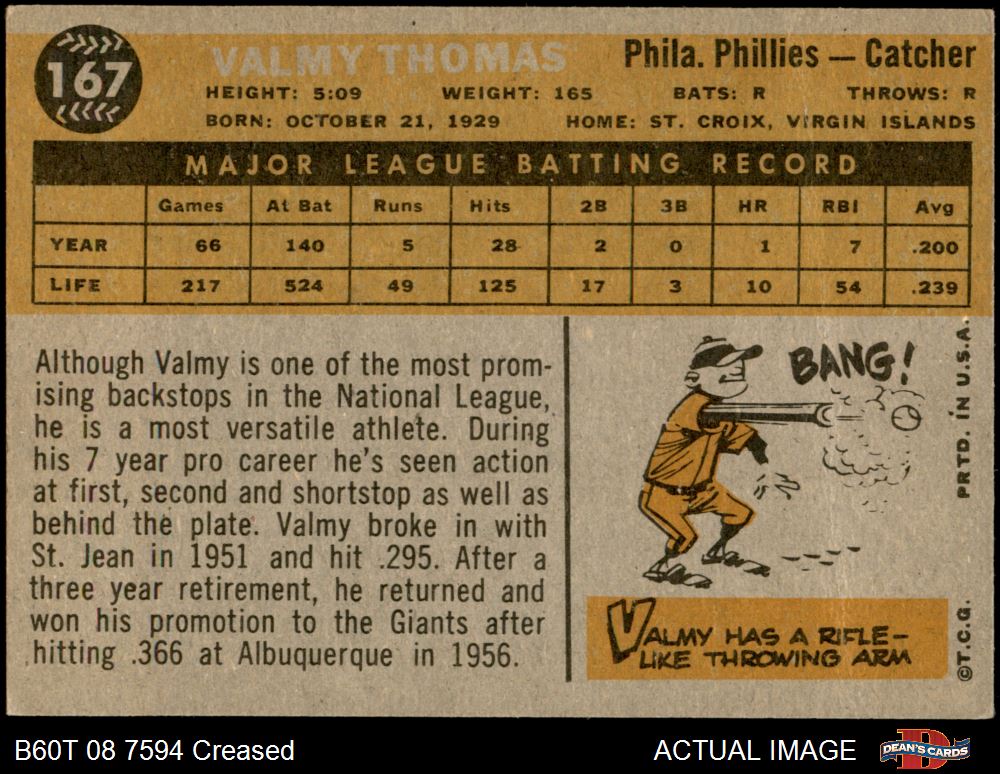 167
VALMY THOMAS
Phila. Phillies — Catcher
HEIGHT: 5:09 WEIGHT: 165 BATS: R THROWS: R
BORN: OCTOBER 21, 1929 HOME: ST. CROIX, VIRGIN ISLANDS
MAJOR LEAGUE BATTING RECORD
Games At Bat Runs Hits 2B 3B HR RBI Avg
YEAR 66 140 5 28 2 0 1 7 .200
LIFE 217 524 49 125 17 3 10 54 .239
Although Valmy is one of the most prom-
ising backstops in the National League,
he is a most versatile athlete. During
his 7 year pro career he's seen action
at first, second and shortstop as well as
behind the plate. Valmy broke in with
St. Jean in 1951 and hit .295. After a
three year retirement, he returned and
won his promotion to the Giants after
hitting .366 at Albuquerque in 1956.
BANG!
VALMY HAS A RIFLE-
LIKE THROWING ARM
©T.C.G. PRTD. IN U.S.A.
B60T 08 7594 Creased
ACTUAL IMAGE
DEAN'S CARDS